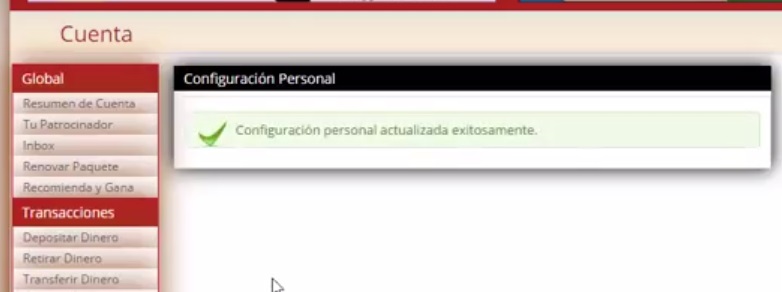 Cuenta
Global
Resumen de Cuenta
Tu Patrocinador
Inbox
Renovar Paquete
Recomienda y Gana
Transacciones
Depositar Dinero
Retirar Dinero
Transferir Dinero
Configuración Personal
Configuración personal actualizada exitosamente.